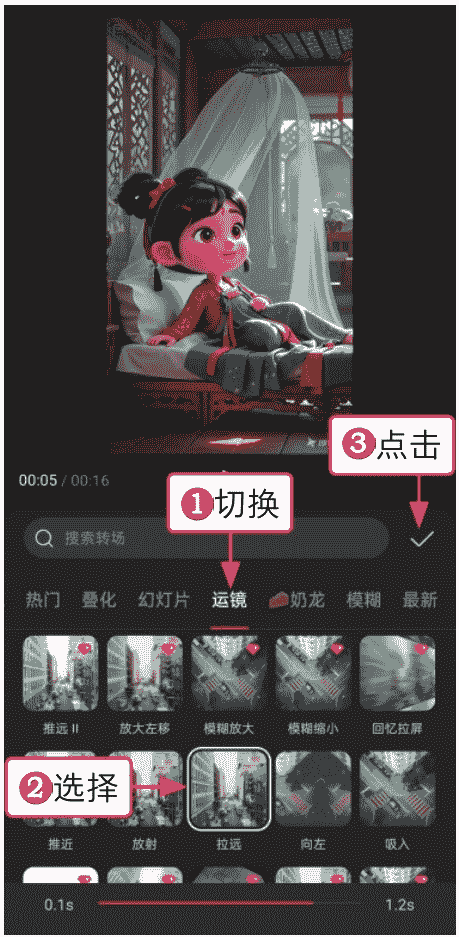 ❸点击
00:05 / 00:16
❶切换
搜索转场
热门 叠化 幻灯片 运镜 奶龙 模糊 最新
推远 II 放大左移 模糊放大 模糊缩小 回忆拉屏
❷选择
推近 放射 拉远 向左 吸入
0.1s 1.2s